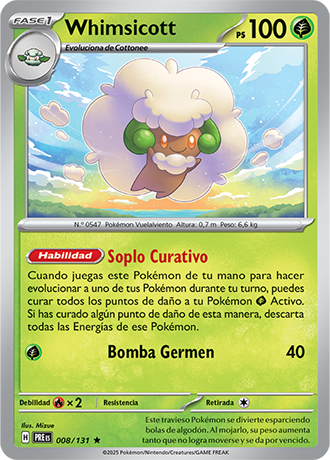 FASE 1
Whimsicott
PS 100
Evoluciona de Cottonee
N.º 0547 Pokémon Vuelalviento Altura: 0,7 m Peso: 6,6 kg
Habilidad Soplo Curativo
Cuando juegas este Pokémon de tu mano para hacer
evolucionar a uno de tus Pokémon durante tu turno, puedes
curar todos los puntos de daño a tu Pokémon Activo.
Si has curado algún punto de daño de esta manera, descarta
todas las Energías de ese Pokémon.
Bomba Germen 40
Debilidad × 2 Resistencia Retirada
Ilus. Mizue
H PRE ES 008/131
Este travieso Pokémon se divierte esparciendo
bolas de algodón. Al mojarlo, su peso aumenta
tanto que no logra moverse y se da por vencido.
©2025 Pokémon/Nintendo/Creatures/GAME FREAK